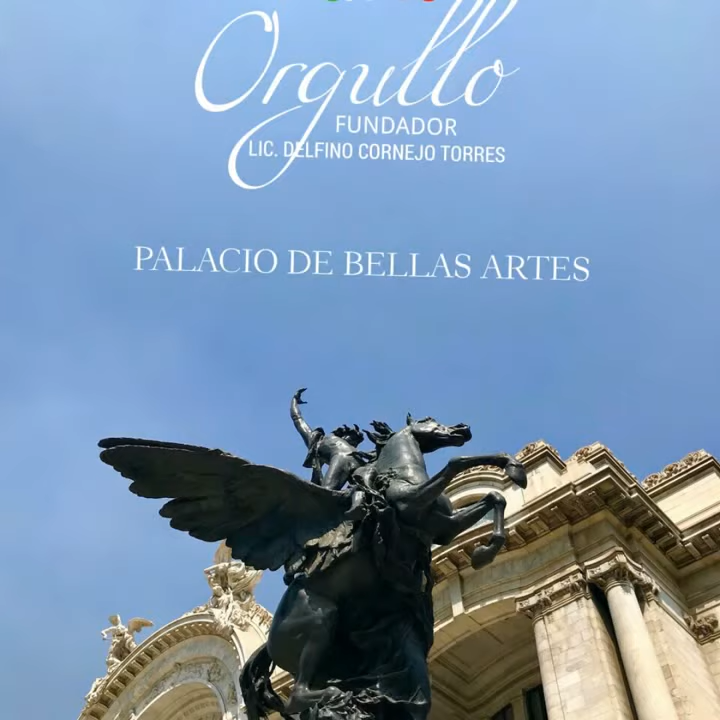 Orgullo
FUNDADOR
LIC. DELFINO CORNEJO TORRES
PALACIO DE BELLAS ARTES